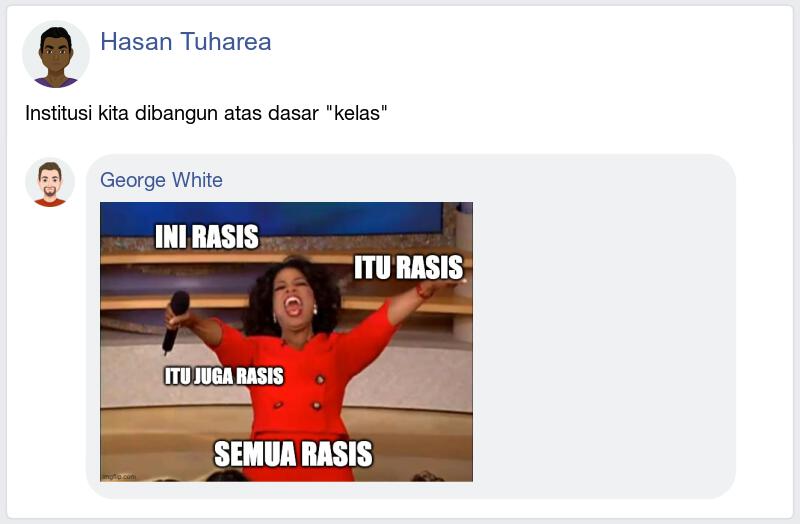 Hasan Tuharea
Institusi kita dibangun atas dasar "kelas"
George White
INI RASIS
ITU RASIS
ITU JUGA RASIS
SEMUA RASIS
imgflip.com